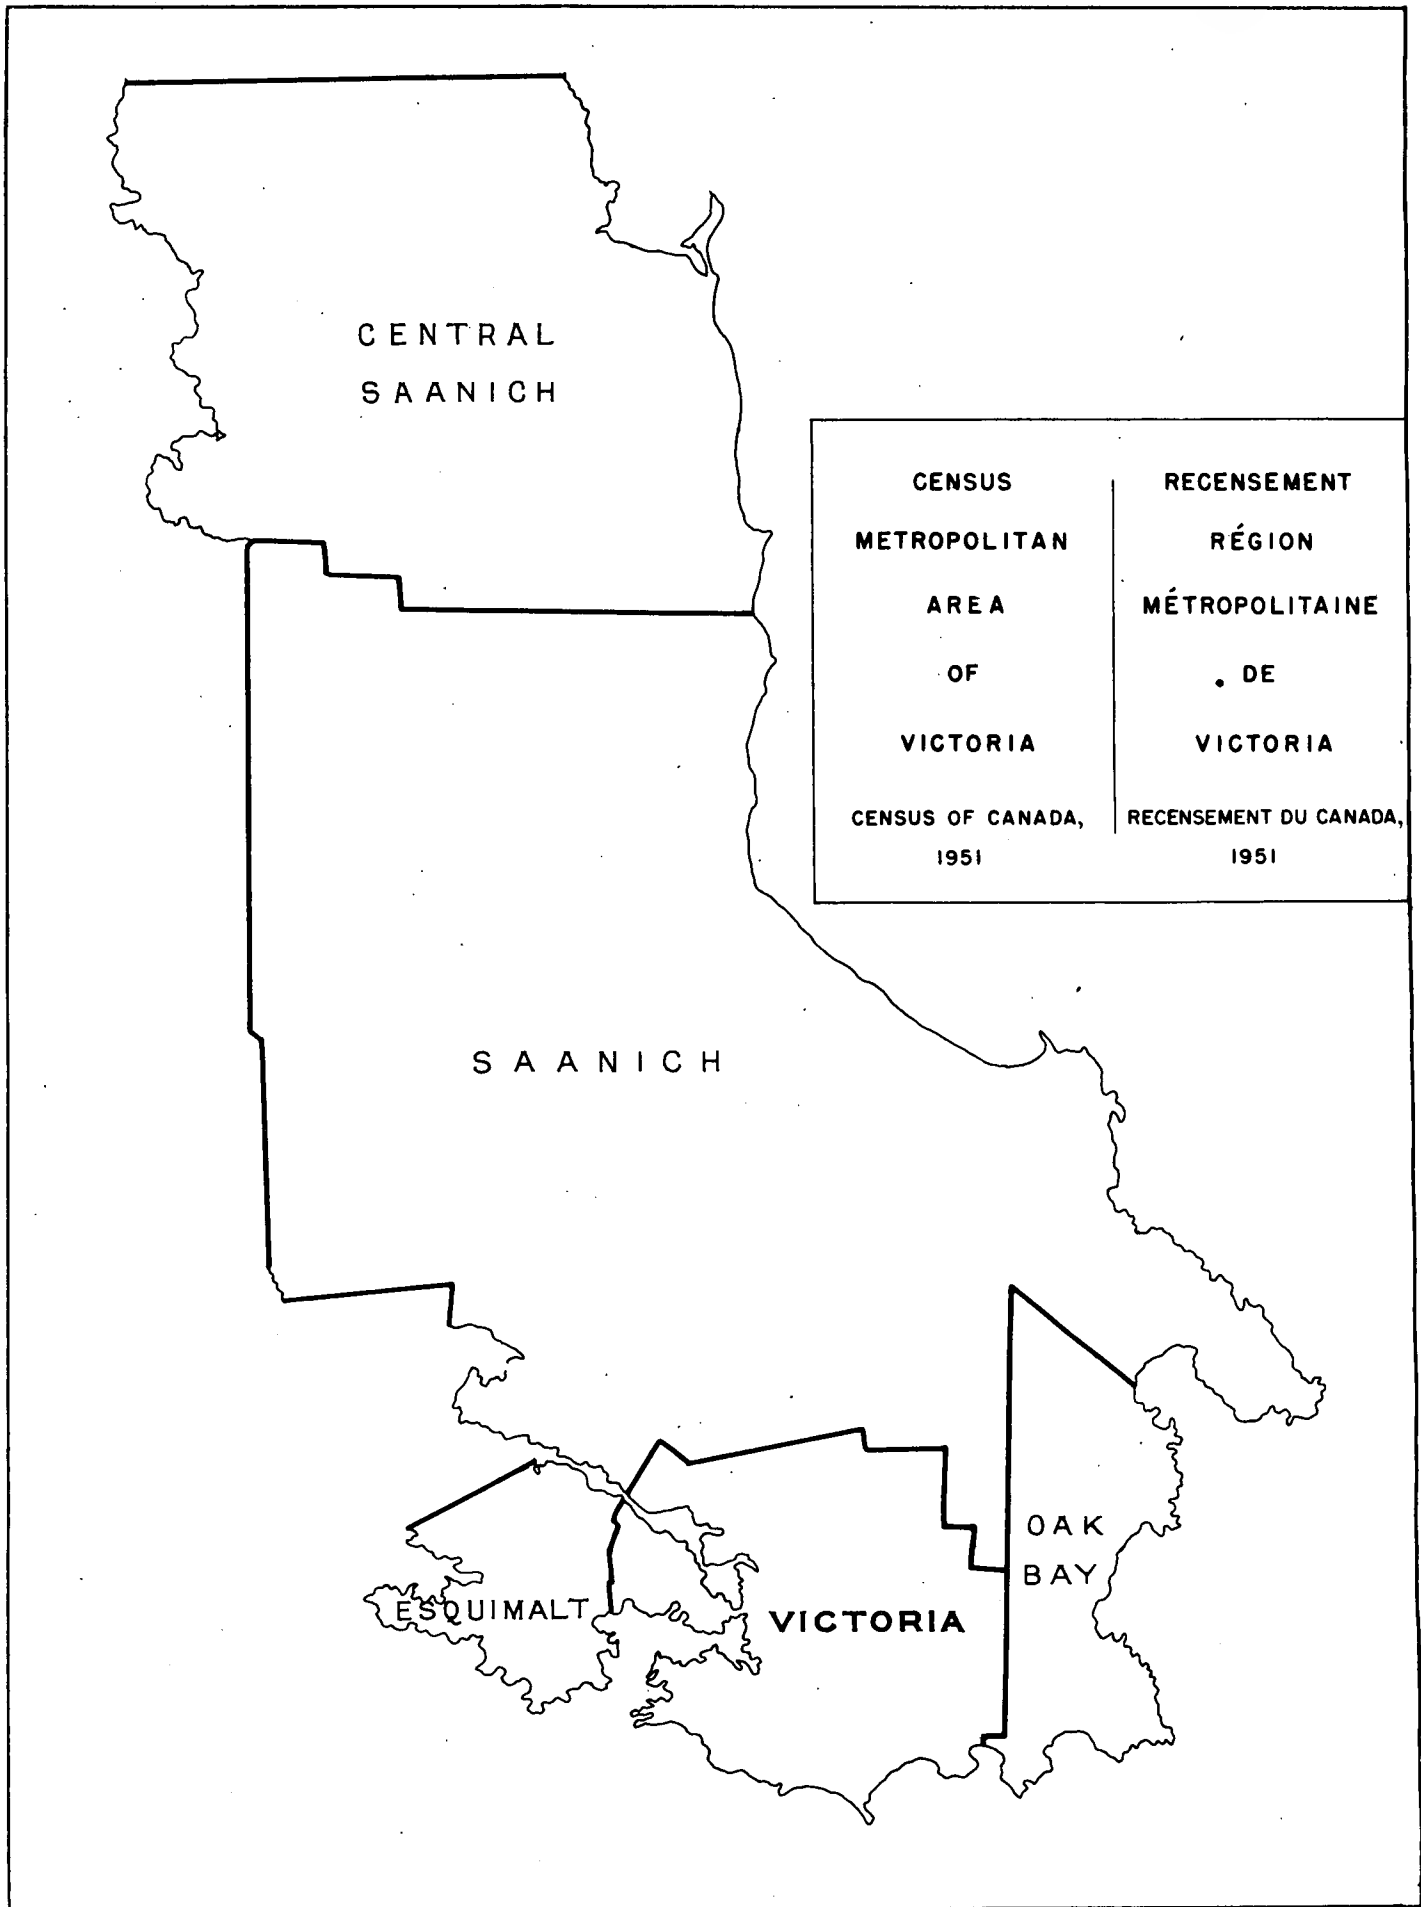 CENTRAL
SAANICH
CENSUS
METROPOLITAN
AREA
OF
VICTORIA
CENSUS OF CANADA,
1951
RECENSEMENT
RÉGION
MÉTROPOLITAINE
DE
VICTORIA
RECENSEMENT DU CANADA,
1951
SAANICH
OAK
BAY
ESQUIMALT
VICTORIA